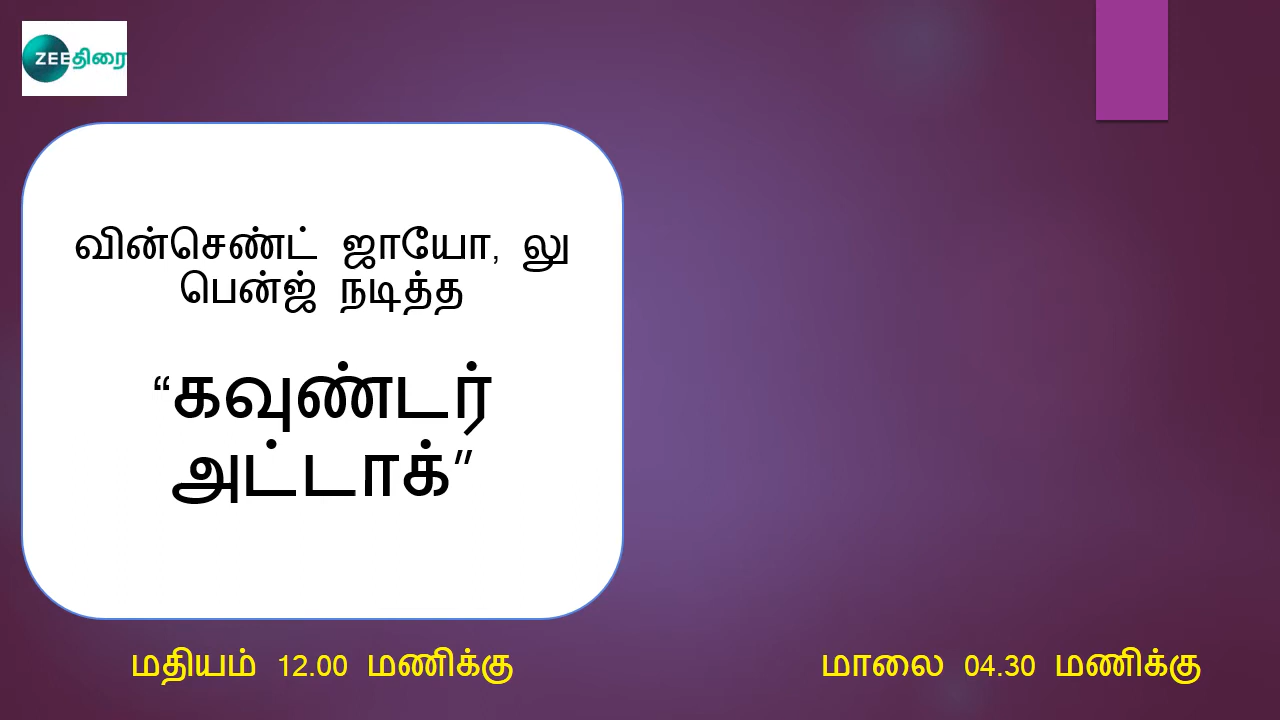 ZEEதிரை
வின்செண்ட் ஜாயோ, லு
பென்ஜ் நடித்த
“கவுண்டர்
அட்டாக்”
மதியம் 12.00 மணிக்கு
மாலை 04.30 மணிக்கு